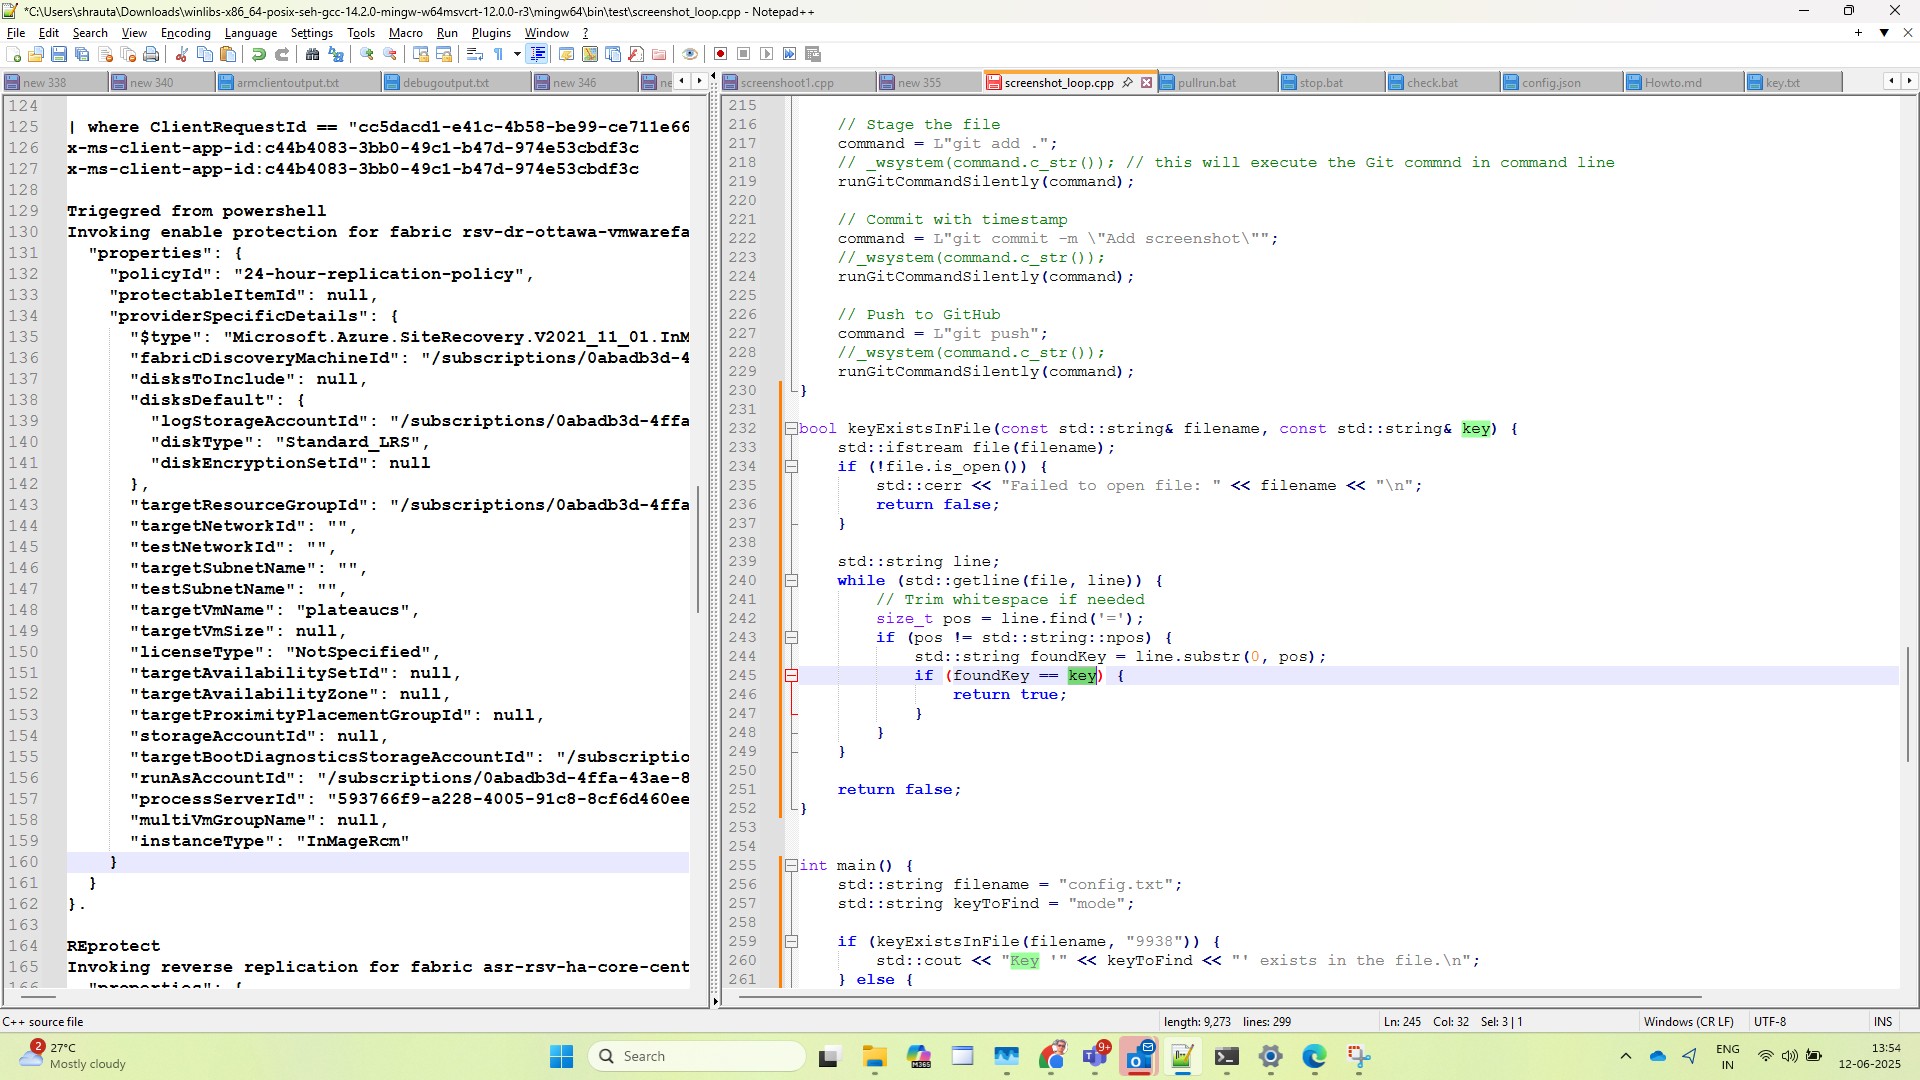 *C:\Users\shrauta\Downloads\winlibs-x86_64-posix-seh-gcc-14.2.0-mingw-w64msvcrt-12.0.0-r3\mingw64\bin\test\screenshot_loop.cpp - Notepad++
File Edit Search View Encoding Language Settings Tools Macro Run Plugins Window ?
new 338 new 340 armclientoutput.txt debugoutput.txt new 346 ne
124
125 | where ClientRequestId == "cc5dacd1-e41c-4b58-be99-ce711e66
126 x-ms-client-app-id:c44b4083-3bb0-49c1-b47d-974e53cbdf3c
127 x-ms-client-app-id:c44b4083-3bb0-49c1-b47d-974e53cbdf3c
128
129 Trigegred from powershell
130 Invoking enable protection for fabric rsv-dr-ottawa-vmwarefa
131 "properties": {
132 "policyId": "24-hour-replication-policy",
133 "protectableItemId": null,
134 "providerSpecificDetails": {
135 "$type": "Microsoft.Azure.SiteRecovery.V2021_11_01.InM
136 "fabricDiscoveryMachineId": "/subscriptions/0abadb3d-4
137 "disksToInclude": null,
138 "disksDefault": {
139 "logStorageAccountId": "/subscriptions/0abadb3d-4ffa
140 "diskType": "Standard_LRS",
141 "diskEncryptionSetId": null
142 },
143 "targetResourceGroupId": "/subscriptions/0abadb3d-4ffa
144 "targetNetworkId": "",
145 "testNetworkId": "",
146 "targetSubnetName": "",
147 "testSubnetName": "",
148 "targetVmName": "plateaucs",
149 "targetVmSize": null,
150 "licenseType": "NotSpecified",
151 "targetAvailabilitySetId": null,
152 "targetAvailabilityZone": null,
153 "targetProximityPlacementGroupId": null,
154 "storageAccountId": null,
155 "targetBootDiagnosticsStorageAccountId": "/subscriptio
156 "runAsAccountId": "/subscriptions/0abadb3d-4ffa-43ae-8
157 "processServerId": "593766f9-a228-4005-91c8-8cf6d460ee
158 "multiVmGroupName": null,
159 "instanceType": "InMageRcm"
160 }
161 }
162 }.
163
164 REprotect
165 Invoking reverse replication for fabric asr-rsv-ha-core-cent
166 "properties": {
screenshoot1.cpp new 355 screenshot_loop.cpp pullrun.bat stop.bat check.bat config.json Howto.md key.txt
215
216 // Stage the file
217 command = L"git add .";
218 // _wsystem(command.c_str()); // this will execute the Git commnd in command line
219 runGitCommandSilently(command);
220
221 // Commit with timestamp
222 command = L"git commit -m \"Add screenshot\"";
223 //_wsystem(command.c_str());
224 runGitCommandSilently(command);
225
226 // Push to GitHub
227 command = L"git push";
228 //_wsystem(command.c_str());
229 runGitCommandSilently(command);
230 }
231
232 bool keyExistsInFile(const std::string& filename, const std::string& key) {
233 std::ifstream file(filename);
234 if (!file.is_open()) {
235 std::cerr << "Failed to open file: " << filename << "\n";
236 return false;
237 }
238
239 std::string line;
240 while (std::getline(file, line)) {
241 // Trim whitespace if needed
242 size_t pos = line.find('=');
243 if (pos != std::string::npos) {
244 std::string foundKey = line.substr(0, pos);
245 if (foundKey == key) {
246 return true;
247 }
248 }
249 }
250
251 return false;
252 }
253
254
255 int main() {
256 std::string filename = "config.txt";
257 std::string keyToFind = "mode";
258
259 if (keyExistsInFile(filename, "9938")) {
260 std::cout << "Key '" << keyToFind << "' exists in the file.\n";
261 } else {
C++ source file length: 9,273 lines: 299 Ln: 245 Col: 32 Sel: 3 | 1 Windows (CR LF) UTF-8 INS
2 27°C
Mostly cloudy
Search
M365
9+
ENG
IN
13:54
12-06-2025